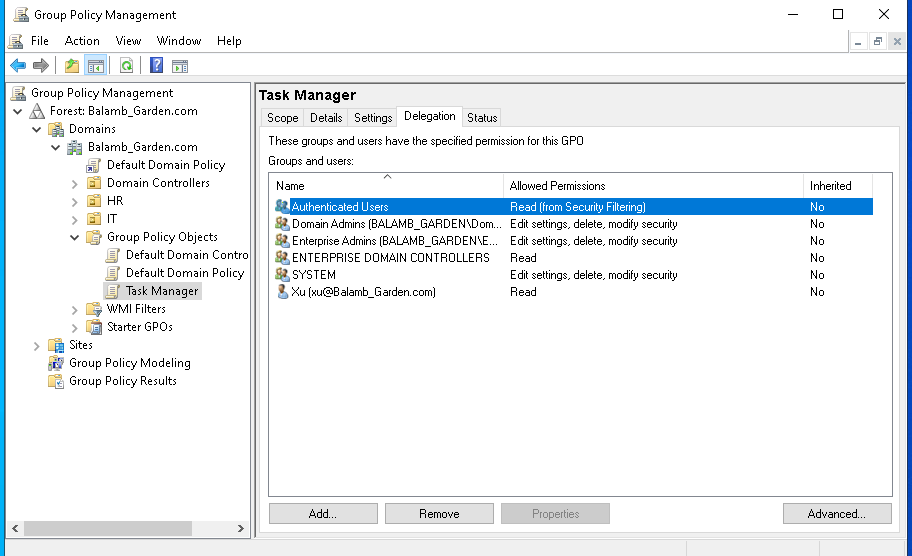 Group Policy Management
File Action View Window Help
Group Policy Management
Forest: Balamb_Garden.com
Domains
Balamb_Garden.com
Default Domain Policy
Domain Controllers
HR
IT
Group Policy Objects
Default Domain Contro
Default Domain Policy
Task Manager
WMI Filters
Starter GPOs
Sites
Group Policy Modeling
Group Policy Results
Task Manager
Scope Details Settings Delegation Status
These groups and users have the specified permission for this GPO
Groups and users:
Name Allowed Permissions Inherited
Authenticated Users Read (from Security Filtering) No
Domain Admins (BALAMB_GARDEN\Dom... Edit settings, delete, modify security No
Enterprise Admins (BALAMB_GARDEN\E... Edit settings, delete, modify security No
ENTERPRISE DOMAIN CONTROLLERS Read No
SYSTEM Edit settings, delete, modify security No
Xu (xu@Balamb_Garden.com) Read No
Add... Remove Properties Advanced...